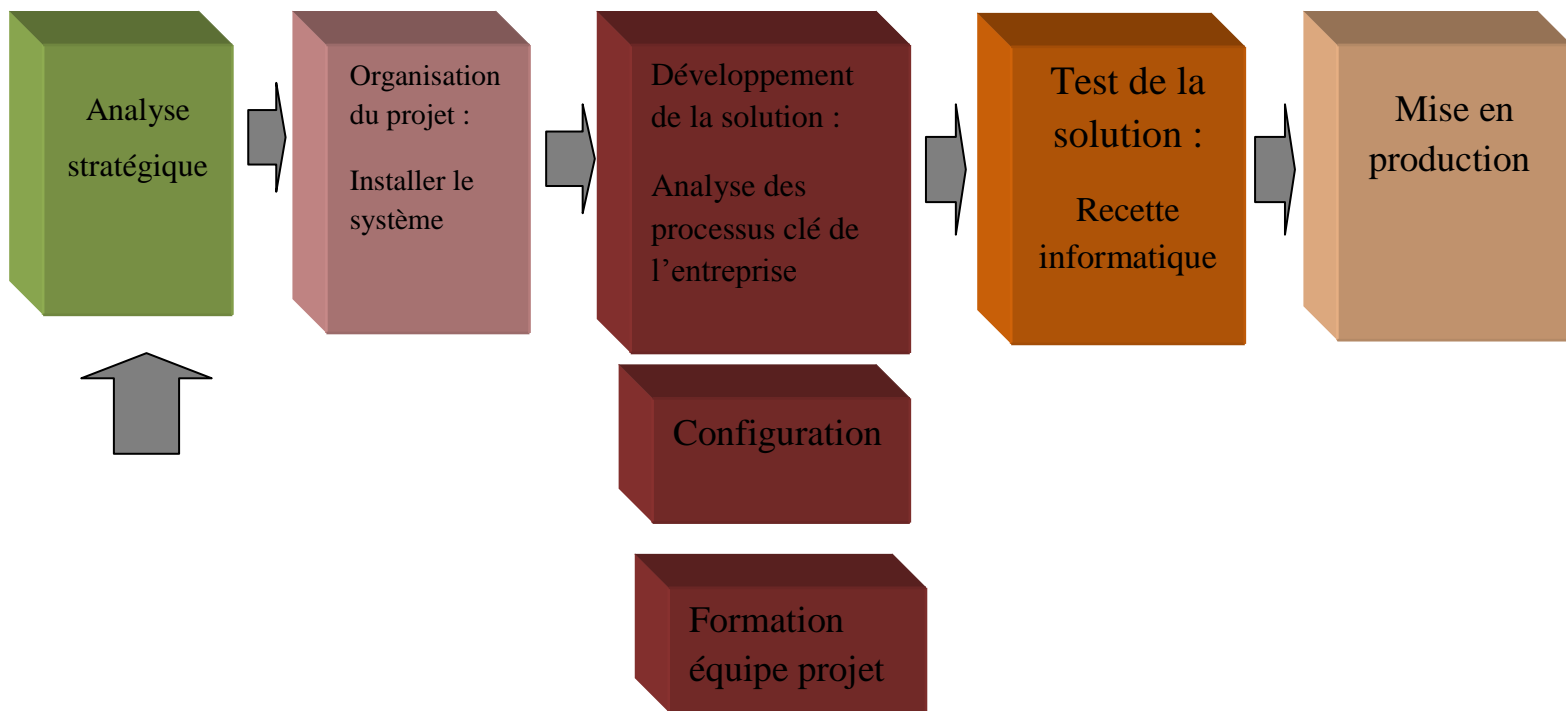 Analyse
stratégique
Organisation
du projet :
Installer le
système
Développement
de la solution :
Analyse des
processus clé de
l’entreprise
Configuration
Formation
équipe projet
Test de la
solution :
Recette
informatique
Mise en
production